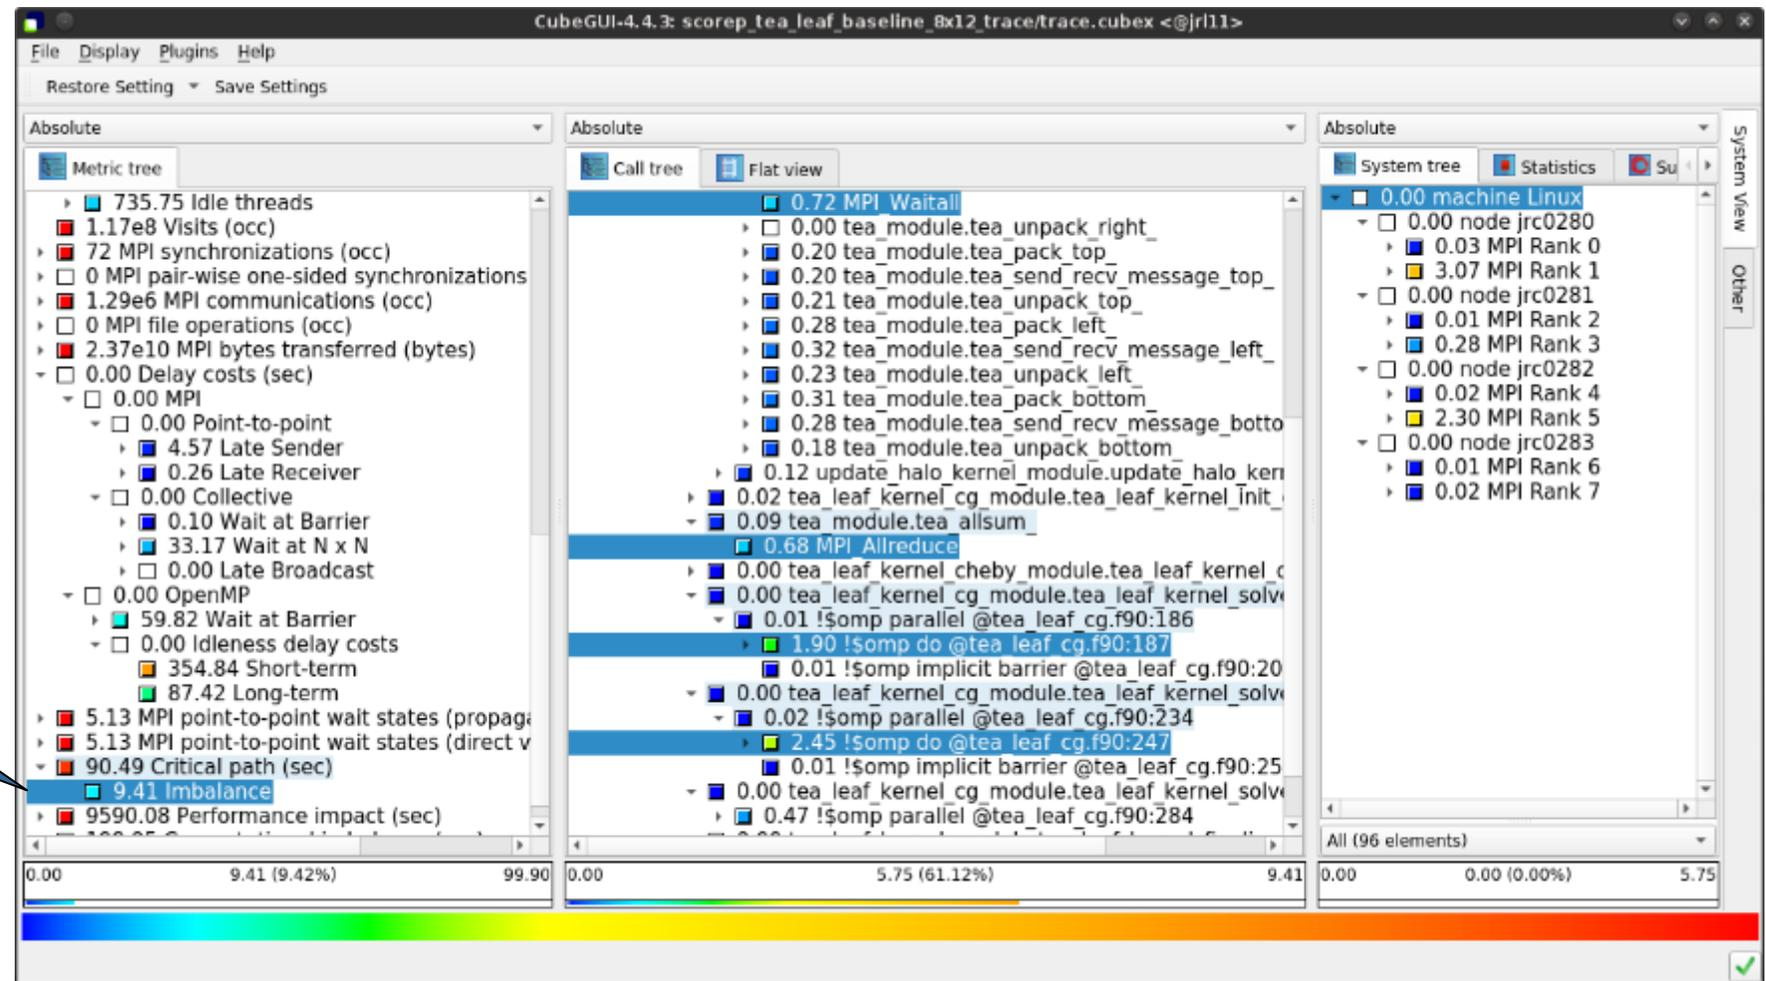 CubeGUI-4.4.3: scorep_tea_leaf_baseline_8x12_trace/trace.cubex <@jrl11>
File Display Plugins Help
Restore Setting Save Settings
Absolute
Metric tree
735.75 Idle threads
1.17e8 Visits (occ)
72 MPI synchronizations (occ)
0 MPI pair-wise one-sided synchronizations
1.29e6 MPI communications (occ)
0 MPI file operations (occ)
2.37e10 MPI bytes transferred (bytes)
0.00 Delay costs (sec)
0.00 MPI
0.00 Point-to-point
4.57 Late Sender
0.26 Late Receiver
0.00 Collective
0.10 Wait at Barrier
33.17 Wait at N x N
0.00 Late Broadcast
0.00 OpenMP
59.82 Wait at Barrier
0.00 Idleness delay costs
354.84 Short-term
87.42 Long-term
5.13 MPI point-to-point wait states (propaga
5.13 MPI point-to-point wait states (direct v
90.49 Critical path (sec)
9.41 Imbalance
9590.08 Performance impact (sec)
0.00 9.41 (9.42%) 99.90
Absolute
Call tree Flat view
0.72 MPI_Waitall
0.00 tea_module.tea_unpack_right_
0.20 tea_module.tea_pack_top_
0.20 tea_module.tea_send_recv_message_top_
0.21 tea_module.tea_unpack_top_
0.28 tea_module.tea_pack_left_
0.32 tea_module.tea_send_recv_message_left_
0.23 tea_module.tea_unpack_left_
0.31 tea_module.tea_pack_bottom_
0.28 tea_module.tea_send_recv_message_botto
0.18 tea_module.tea_unpack_bottom_
0.12 update_halo_kernel_module.update_halo_kerr
0.02 tea_leaf_kernel_cg_module.tea_leaf_kernel_init_
0.09 tea_module.tea_allsum_
0.68 MPI_Allreduce
0.00 tea_leaf_kernel_cheby_module.tea_leaf_kernel_c
0.00 tea_leaf_kernel_cg_module.tea_leaf_kernel_solve
0.01 !$omp parallel @tea_leaf_cg.f90:186
1.90 !$omp do @tea_leaf_cg.f90:187
0.01 !$omp implicit barrier @tea_leaf_cg.f90:20
0.00 tea_leaf_kernel_cg_module.tea_leaf_kernel_solve
0.02 !$omp parallel @tea_leaf_cg.f90:234
2.45 !$omp do @tea_leaf_cg.f90:247
0.01 !$omp implicit barrier @tea_leaf_cg.f90:25
0.00 tea_leaf_kernel_cg_module.tea_leaf_kernel_solve
0.47 !$omp parallel @tea_leaf_cg.f90:284
0.00 5.75 (61.12%) 9.41
Absolute
System tree Statistics Su
0.00 machine Linux
0.00 node jrc0280
0.03 MPI Rank 0
3.07 MPI Rank 1
0.00 node jrc0281
0.01 MPI Rank 2
0.28 MPI Rank 3
0.00 node jrc0282
0.02 MPI Rank 4
2.30 MPI Rank 5
0.00 node jrc0283
0.01 MPI Rank 6
0.02 MPI Rank 7
All (96 elements)
0.00 0.00 (0.00%) 5.75
System View
Other